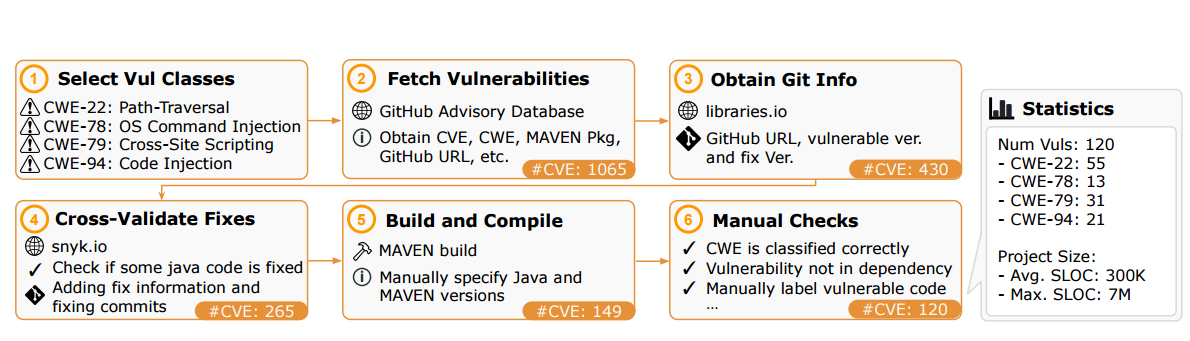 1 Select Vul Classes
CWE-22: Path-Traversal
CWE-78: OS Command Injection
CWE-79: Cross-Site Scripting
CWE-94: Code Injection
2 Fetch Vulnerabilities
GitHub Advisory Database
Obtain CVE, CWE, MAVEN Pkg,
GitHub URL, etc.
#CVE: 1065
3 Obtain Git Info
libraries.io
GitHub URL, vulnerable ver.
and fix Ver.
#CVE: 430
4 Cross-Validate Fixes
snyk.io
✓ Check if some java code is fixed
Adding fix information and
fixing commits
#CVE: 265
5 Build and Compile
MAVEN build
Manually specify Java and
MAVEN versions
#CVE: 149
6 Manual Checks
✓ CWE is classified correctly
✓ Vulnerability not in dependency
✓ Manually label vulnerable code
...
#CVE: 120
Statistics
Num Vuls: 120
- CWE-22: 55
- CWE-78: 13
- CWE-79: 31
- CWE-94: 21
Project Size:
- Avg. SLOC: 300K
- Max. SLOC: 7M